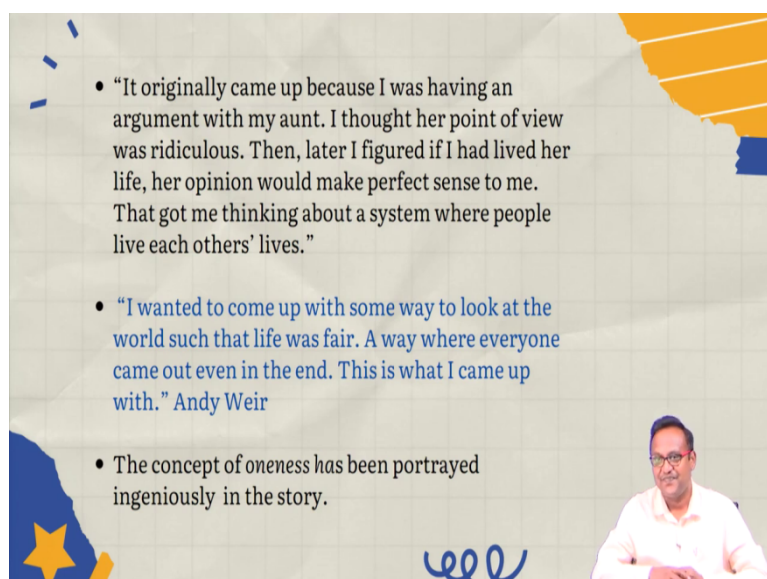 • “It originally came up because I was having an
argument with my aunt. I thought her point of view
was ridiculous. Then, later I figured if I had lived her
life, her opinion would make perfect sense to me.
That got me thinking about a system where people
live each others’ lives.”
• “I wanted to come up with some way to look at the
world such that life was fair. A way where everyone
came out even in the end. This is what I came up
with.” Andy Weir
• The concept of oneness has been portrayed
ingeniously in the story.